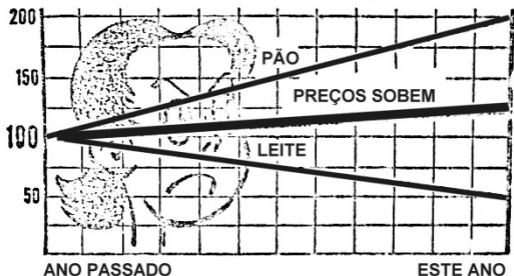 200
PÃO
150
PREÇOS SOBEM
100
LEITE
50
ANO PASSADO ESTE ANO